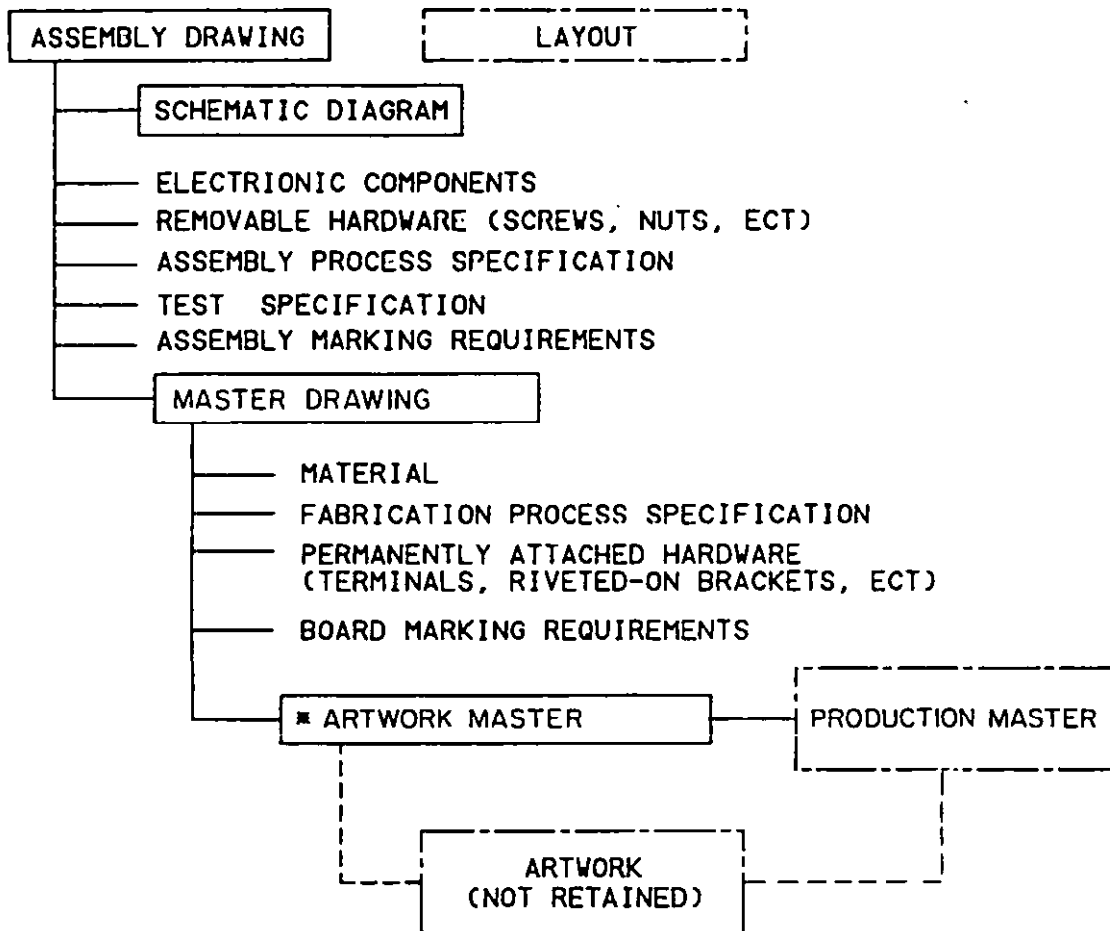 ASSEMBLY DRAWING
LAYOUT
SCHEMATIC DIAGRAM
ELECTRIONIC COMPONENTS
REMOVABLE HARDWARE (SCREWS, NUTS, ECT)
ASSEMBLY PROCESS SPECIFICATION
TEST SPECIFICATION
ASSEMBLY MARKING REQUIREMENTS
MASTER DRAWING
MATERIAL
FABRICATION PROCESS SPECIFICATION
PERMANENTLY ATTACHED HARDWARE
(TERMINALS, RIVETED-ON BRACKETS, ECT)
BOARD MARKING REQUIREMENTS
* ARTWORK MASTER
PRODUCTION MASTER
ARTWORK
(NOT RETAINED)